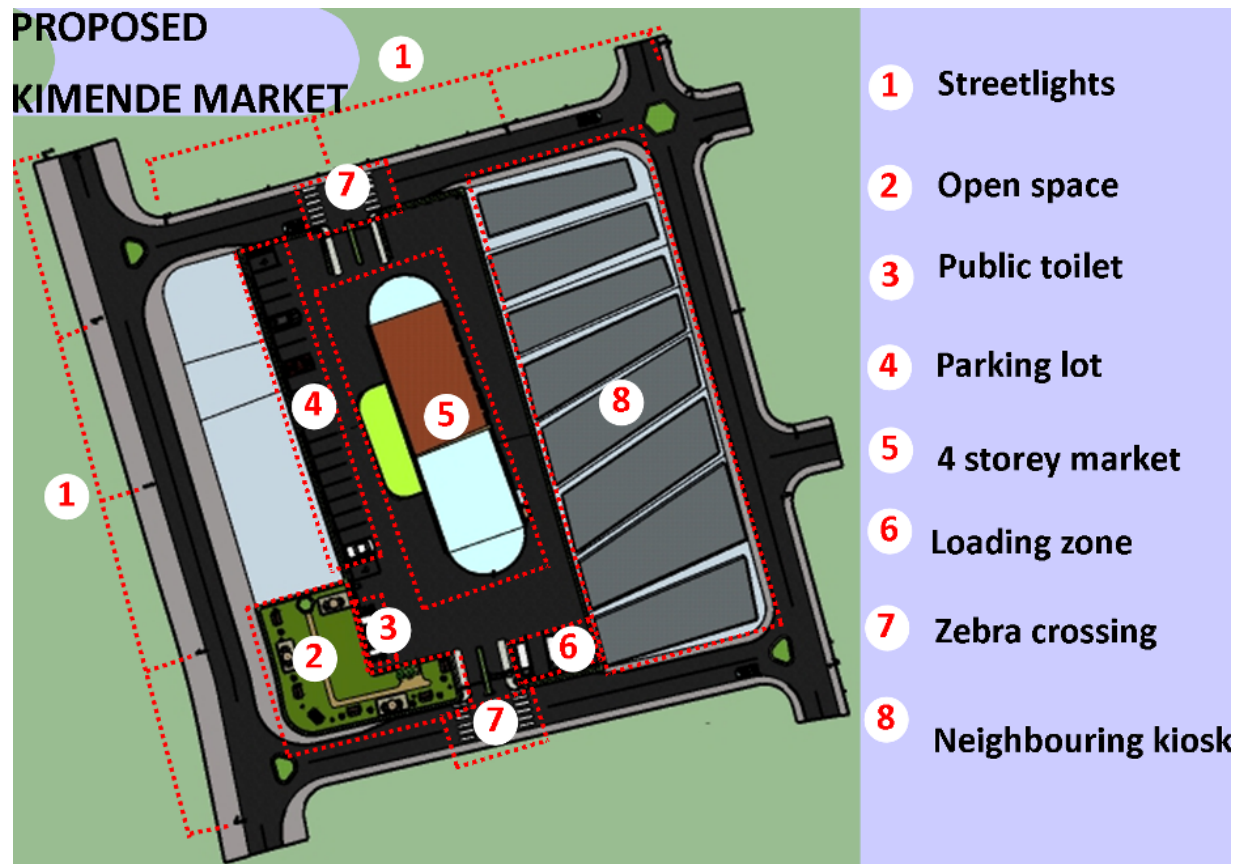 PROPOSED
KIMENDE MARKET
1
7
4
5
8
1
3
2
6
7
1 Streetlights
2 Open space
3 Public toilet
4 Parking lot
5 4 storey market
6 Loading zone
7 Zebra crossing
8 Neighbouring kiosk